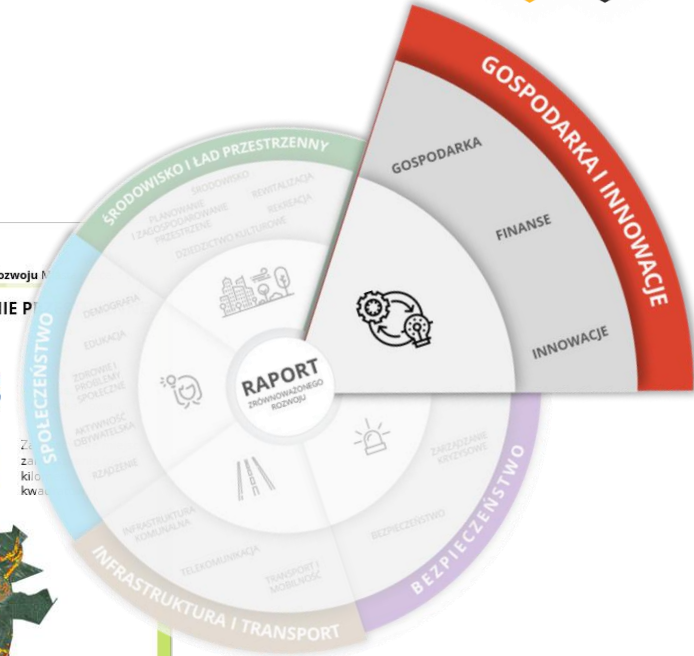 GOSPODARKA I INNOWACJE
GOSPODARKA
FINANSE
INNOWACJE
ŚRODOWISKO I ŁAD PRZESTRZENNY
ŚRODOWISKO
REWITALIZACJA
PLANOWANIE
I ZAGOSPODAROWANIE
PRZESTRZENE
REKREACJA
DZIEDZICTWO KULTUROWE
SPOŁECZEŃSTWO
DEMOGRAFIA
EDUKACJA
ZDROWIE I
PROBLEMY
SPOŁECZNE
AKTYWNOŚĆ
OBYWATELSKA
RZĄDZENIE
RAPORT
ZRÓWNOWAŻONEGO
ROZWOJU
INFRASTRUKTURA I TRANSPORT
INFRASTRUKTURA
KOMUNALNA
TELEKOMUNIKACJA
TRANSPORT I
MOBILNOŚĆ
BEZPIECZEŃSTWO
ZARZĄDZANIE
KRYZYSOWE
BEZPIECZEŃSTWO